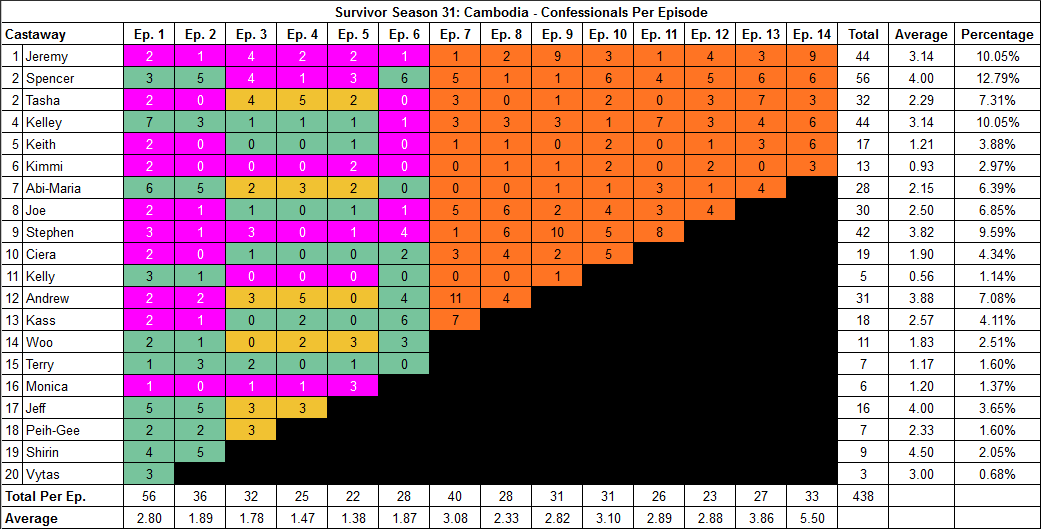 Survivor Season 31: Cambodia - Confessionals Per Episode
Castaway Ep. 1 Ep. 2 Ep. 3 Ep. 4 Ep. 5 Ep. 6 Ep. 7 Ep. 8 Ep. 9 Ep. 10 Ep. 11 Ep. 12 Ep. 13 Ep. 14 Total Average Percentage
1 Jeremy 2 1 4 2 2 1 1 2 9 3 1 4 3 9 44 3.14 10.05%
2 Spencer 3 5 4 1 3 6 5 1 1 6 4 5 6 6 56 4.00 12.79%
2 Tasha 2 0 4 5 2 0 3 0 1 2 0 3 7 3 32 2.29 7.31%
4 Kelley 7 3 1 1 1 1 3 3 3 1 7 3 4 6 44 3.14 10.05%
5 Keith 2 0 0 0 1 0 1 1 0 2 0 1 3 6 17 1.21 3.88%
6 Kimmi 2 0 0 0 2 0 0 1 1 2 0 2 0 3 13 0.93 2.97%
7 Abi-Maria 6 5 2 3 2 0 0 0 1 1 3 1 4 28 2.15 6.39%
8 Joe 2 1 1 0 1 1 5 6 2 4 3 4 30 2.50 6.85%
9 Stephen 3 1 3 0 1 4 1 6 10 5 8 42 3.82 9.59%
10 Ciera 2 0 1 0 0 2 3 4 2 5 19 1.90 4.34%
11 Kelly 3 1 0 0 0 0 0 0 1 5 0.56 1.14%
12 Andrew 2 2 3 5 0 4 11 4 31 3.88 7.08%
13 Kass 2 1 0 2 0 6 7 18 2.57 4.11%
14 Woo 2 1 0 2 3 3 11 1.83 2.51%
15 Terry 1 3 2 0 1 0 7 1.17 1.60%
16 Monica 1 0 1 1 3 6 1.20 1.37%
17 Jeff 5 5 3 3 16 4.00 3.65%
18 Peih-Gee 2 2 3 7 2.33 1.60%
19 Shirin 4 5 9 4.50 2.05%
20 Vytas 3 3 3.00 0.68%
Total Per Ep. 56 36 32 25 22 28 40 28 31 31 26 23 27 33 438
Average 2.80 1.89 1.78 1.47 1.38 1.87 3.08 2.33 2.82 3.10 2.89 2.88 3.86 5.50